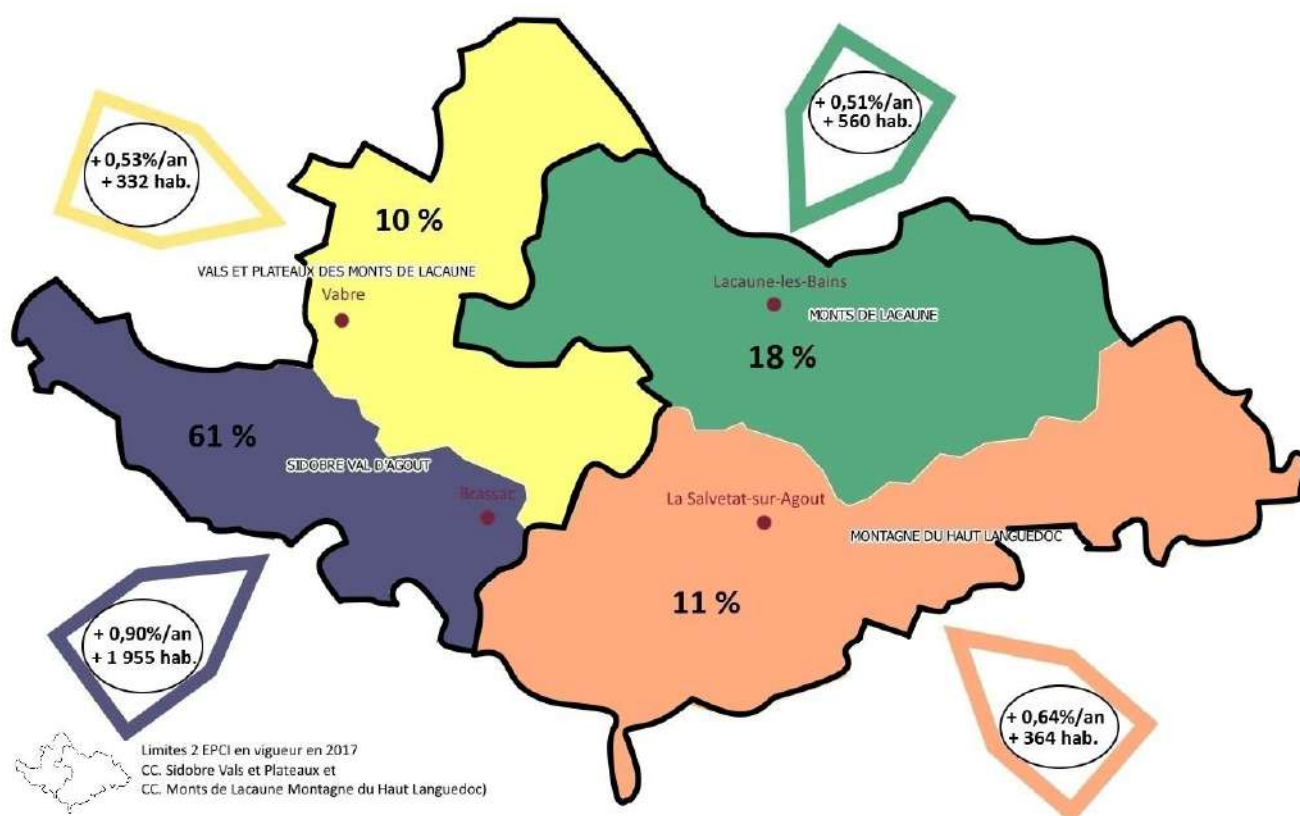 + 0,51%/an
+ 560 hab.
+ 0,53%/an
+ 332 hab.
10 %
VALS ET PLATEAUX DES MONTS DE LACAUNE
Vabre
Lacaune-les-Bains
MONTS DE LACAUNE
18 %
61 %
SIDOBRE VAL D'AGOUT
Brassac
La Salvetat-sur-Agout
MONTAGNE DU HAUT LANGUEDOC
11 %
+ 0,90%/an
+ 1 955 hab.
+ 0,64%/an
+ 364 hab.
Limites 2 EPCI en vigueur en 2017
CC. Sidobre Vals et Plateaux et
CC. Monts de Lacaune Montagne du Haut Languedoc)